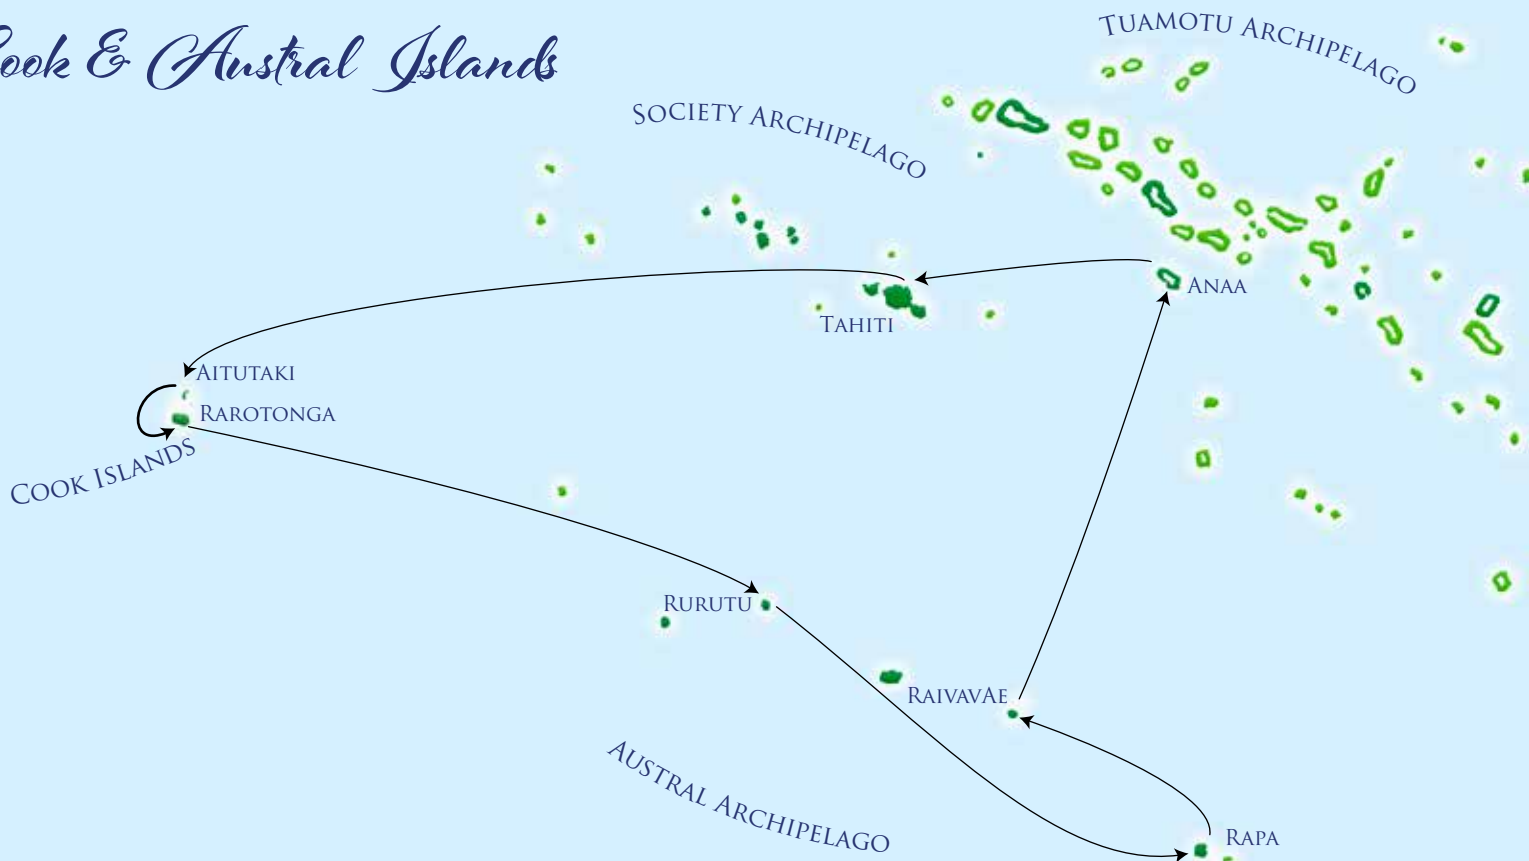 ook & Austral Islands
Tuamotu Archipelago
Society Archipelago
Anaa
Tahiti
Aitutaki
Rarotonga
Cook Islands
Rurutu
RaivavAe
Austral Archipelago
Rapa